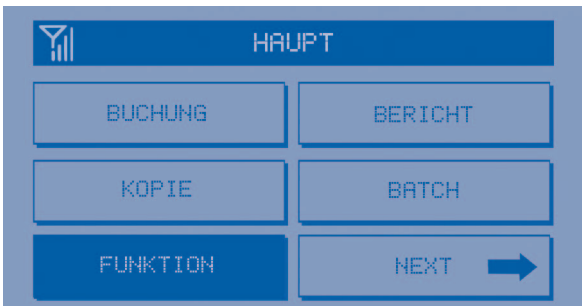 HAUPT
BUCHUNG
BERICHT
KOPIE
BATCH
FUNKTION
NEXT